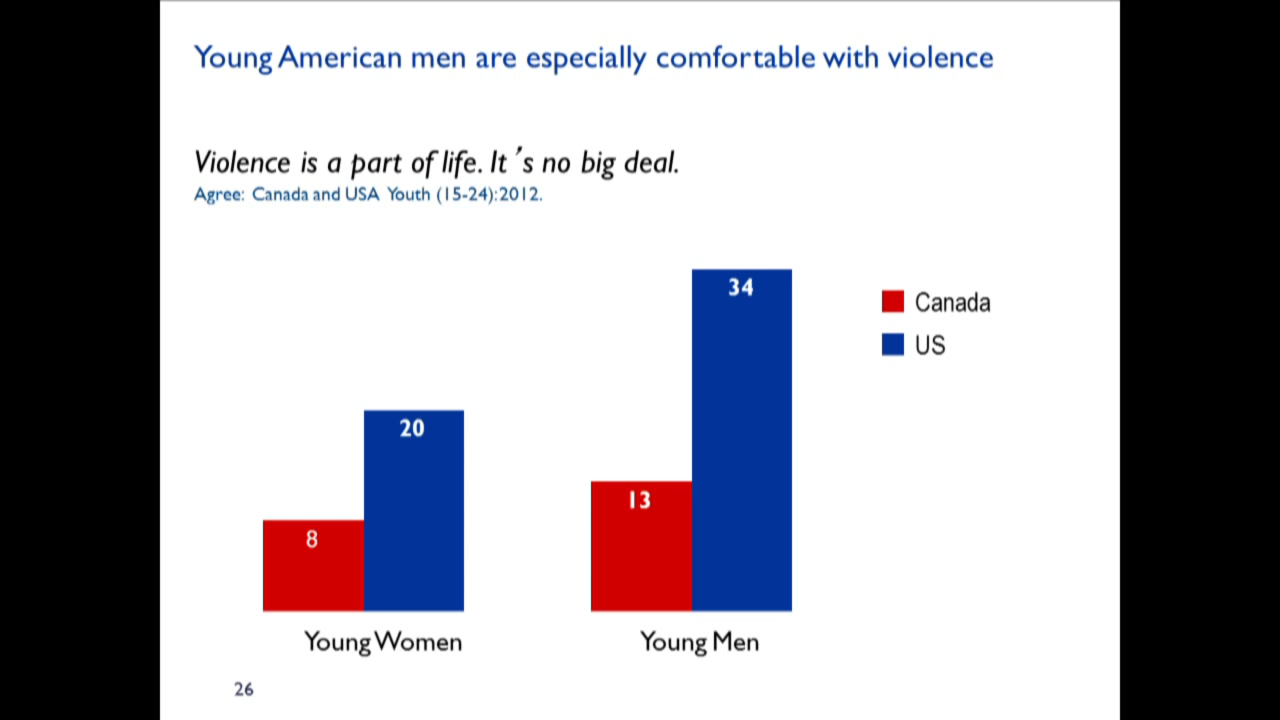 Young American men are especially comfortable with violence
Violence is a part of life. It's no big deal.
Agree: Canada and USA Youth (15-24):2012.
34
Canada
US
20
13
8
Young Women
Young Men
26